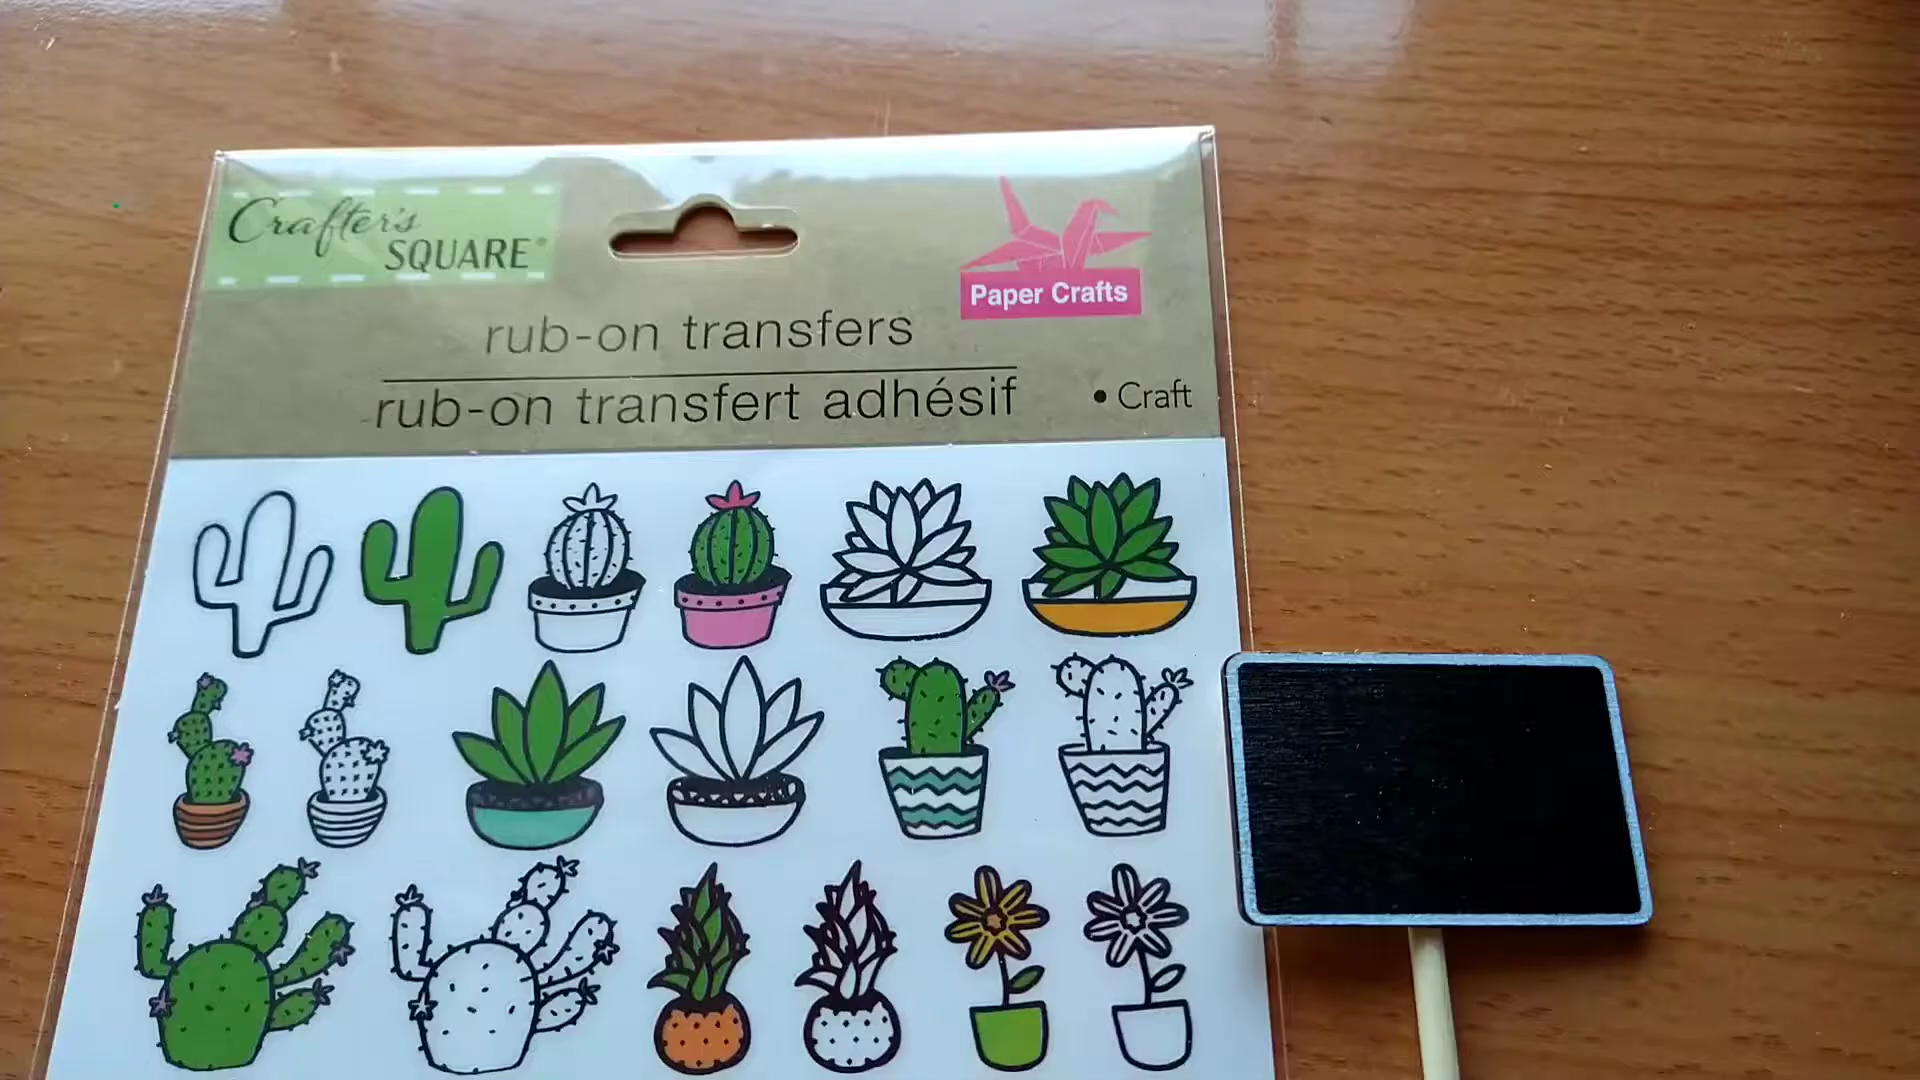 Crafter's
SQUARE®
Paper Crafts
rub-on transfers
rub-on transfert adhésif
• Craft